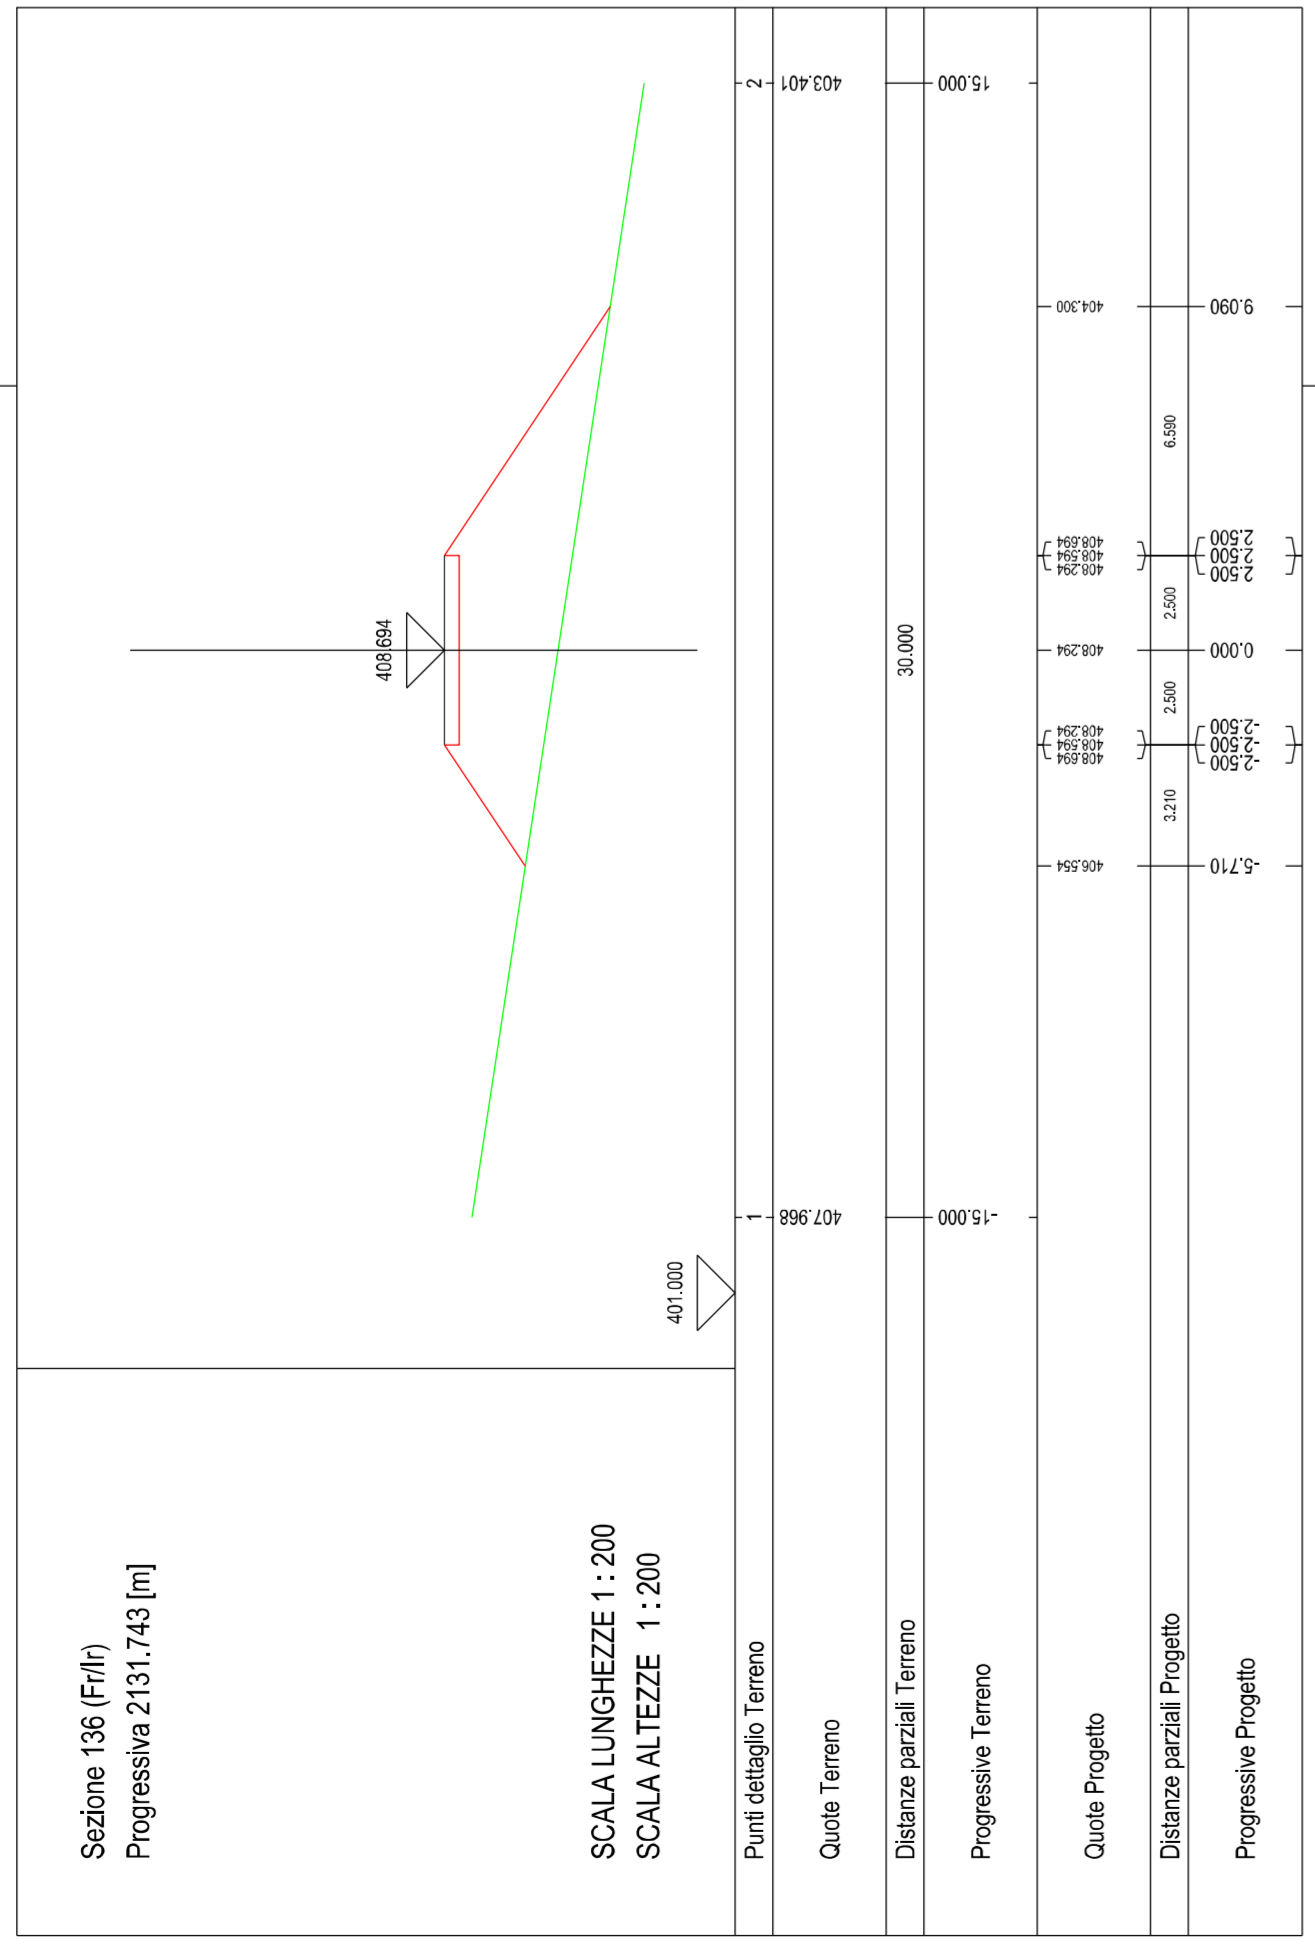 Sezione 136 (Fr/Ir)
Progressiva 2131.743 [m]
SCALA LUNGHEZZE 1 : 200
SCALA ALTEZZE 1 : 200
408.694
401.000
Punti dettaglio Terreno 1 2
Quote Terreno 407.968 403.401
Distanze parziali Terreno 30.000
Progressive Terreno -15.000 15.000
Quote Progetto 406.554 408.694 408.594 408.294 408.294 408.294 408.594 408.694 404.300
Distanze parziali Progetto 3.210 2.500 2.500 6.590
Progressive Progetto -5.710 -2.500 -2.500 -2.500 0.000 2.500 2.500 2.500 9.090